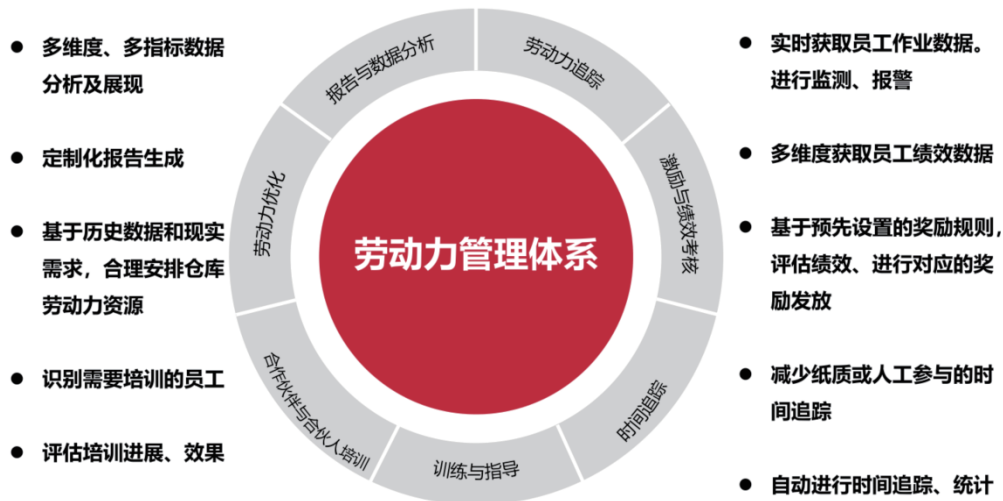 多维度、多指标数据
分析及展现
定制化报告生成
基于历史数据和现实
需求，合理安排仓库
劳动力资源
识别需要培训的员工
评估培训进展、效果
报告与数据分析
劳动力追踪
激励与绩效考核
时间追踪
训练与指导
合作伙伴与合伙人培训
劳动力优化
劳动力管理体系
实时获取员工作业数据。
进行监测、报警
多维度获取员工绩效数据
基于预先设置的奖励规则，
评估绩效、进行对应的奖
励发放
减少纸质或人工参与的时
间追踪
自动进行时间追踪、统计